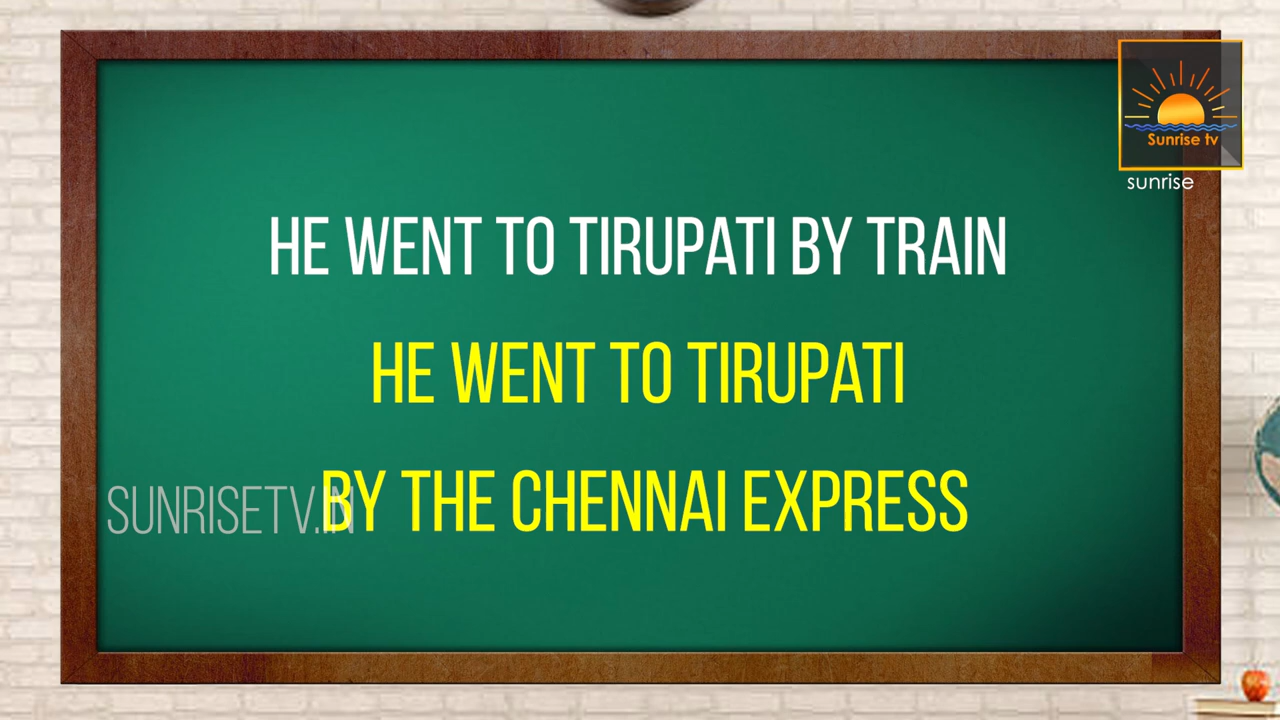 Sunrise tv
sunrise
HE WENT TO TIRUPATI BY TRAIN
HE WENT TO TIRUPATI
BY THE CHENNAI EXPRESS
SUNRISETV.IN